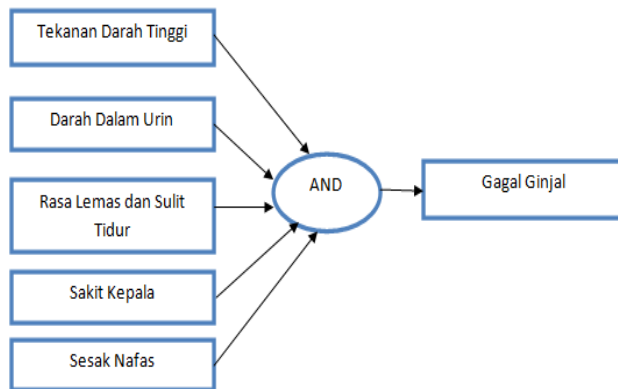 Tekanan Darah Tinggi
Darah Dalam Urin
Rasa Lemas dan Sulit
Tidur
Sakit Kepala
Sesak Nafas
AND
Gagal Ginjal